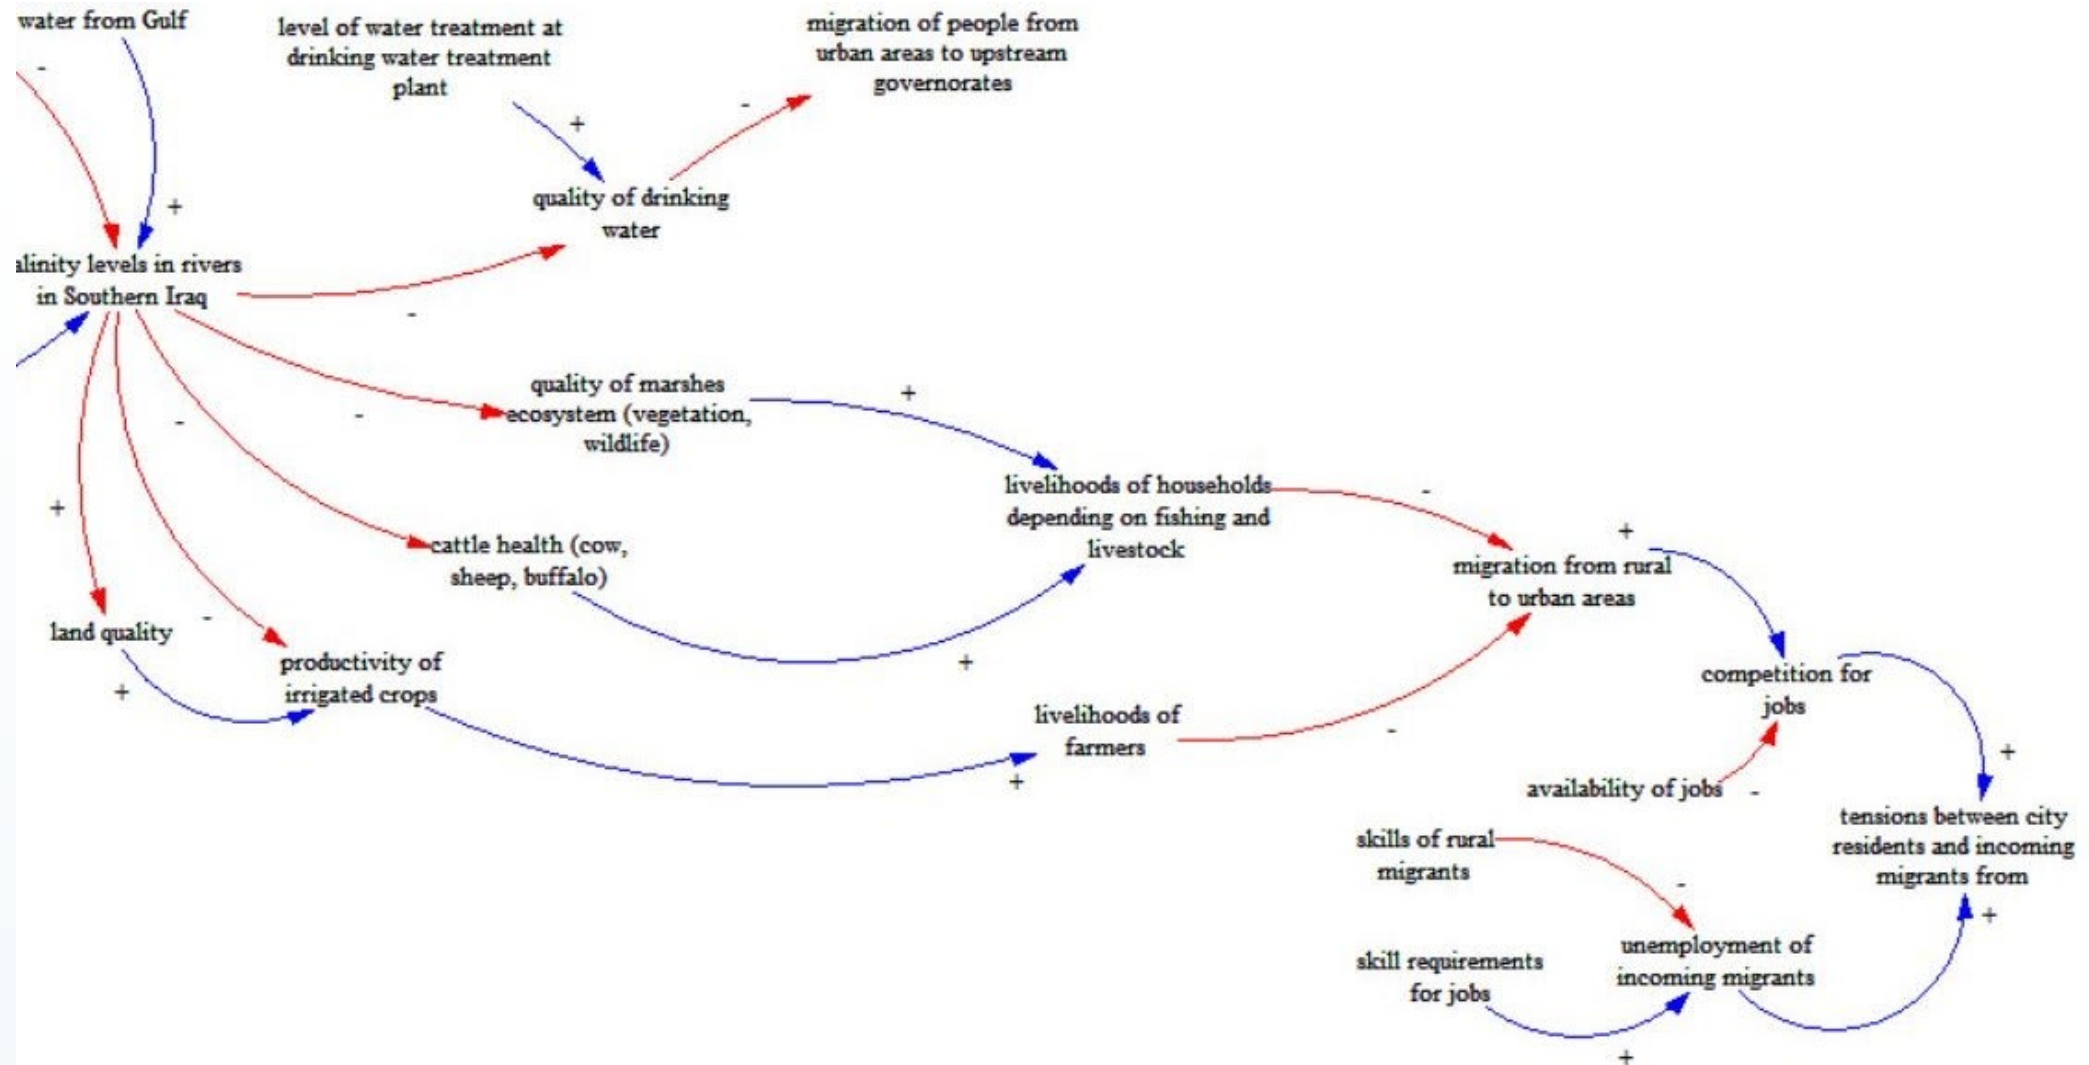 water from Gulf
level of water treatment at
drinking water treatment
plant
migration of people from
urban areas to upstream
governorates
-
+
-
+
quality of drinking
water
alinity levels in rivers
in Southern Iraq
-
quality of marshes
ecosystem (vegetation,
wildlife)
+
-
-
livelihoods of households
depending on fishing and
livestock
-
+
cattle health (cow,
sheep, buffalo)
+
migration from rural
to urban areas
+
land quality
-
+
productivity of
irrigated crops
+
livelihoods of
farmers
-
+
competition for
jobs
+
availability of jobs
-
tensions between city
residents and incoming
migrants from
skills of rural
migrants
-
+
unemployment of
incoming migrants
skill requirements
for jobs
+